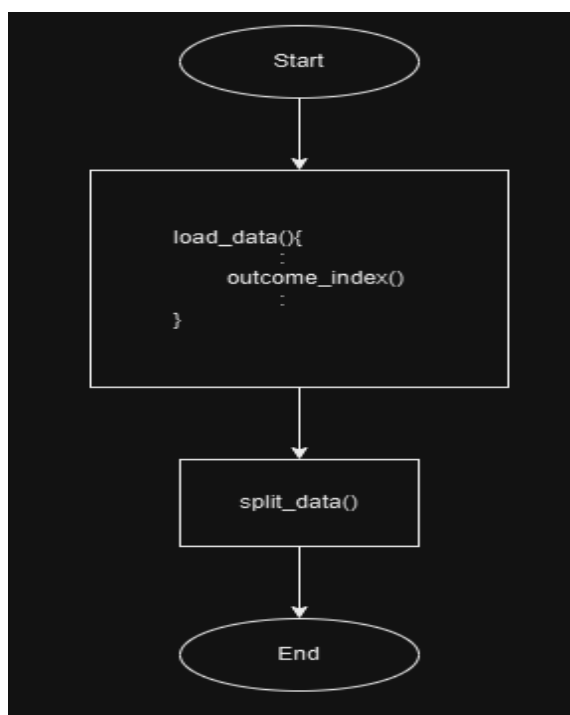 Start
load_data(){
:
outcome_index()
:
}
split_data()
End